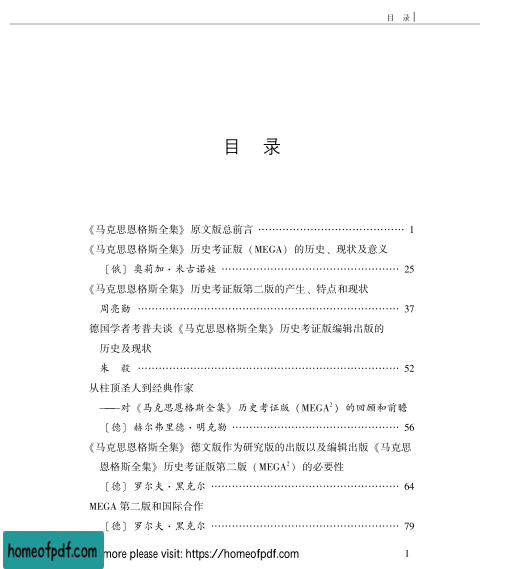 目 录
目 录
《马克思恩格斯全集》原文版总前言 …………………………………… 1
《马克思恩格斯全集》历史考证版（MEGA）的历史、现状及意义
［俄］奥莉加·米古诺娃 …………………………………………… 25
《马克思恩格斯全集》历史考证版第二版的产生、特点和现状
周亮勋 ………………………………………………………………… 37
德国学者考普夫谈《马克思恩格斯全集》历史考证版编辑出版的
历史及现状
朱 毅 ………………………………………………………………… 52
从柱顶圣人到经典作家
——对《马克思恩格斯全集》历史考证版（MEGA²）的回顾和前瞻
［德］赫尔弗里德·明克勒 ………………………………………… 56
《马克思恩格斯全集》德文版作为研究版的出版以及编辑出版《马克思
恩格斯全集》历史考证版第二版（MEGA²）的必要性
［德］罗尔夫·黑克尔 ……………………………………………… 64
MEGA 第二版和国际合作
［德］罗尔夫·黑克尔 ……………………………………………… 79
homeofpdf.com
more please visit: https://homeofpdf.com
1